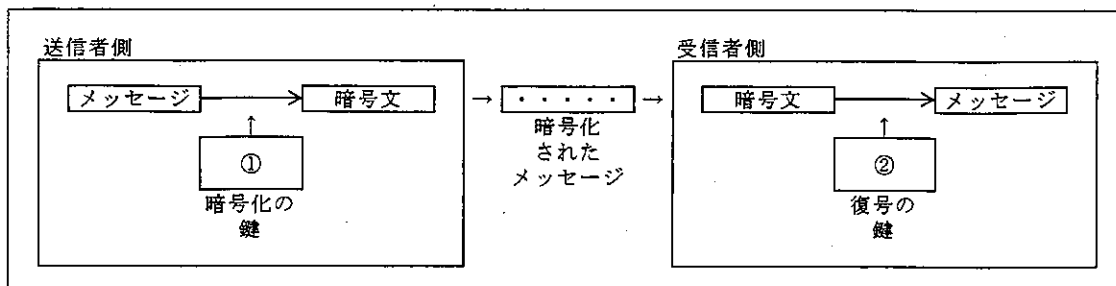 送信者側
メッセージ
暗号文
①
暗号化の
鍵
→
・・・・・
→
暗号化
された
メッセージ
受信者側
暗号文
メッセージ
②
復号の
鍵